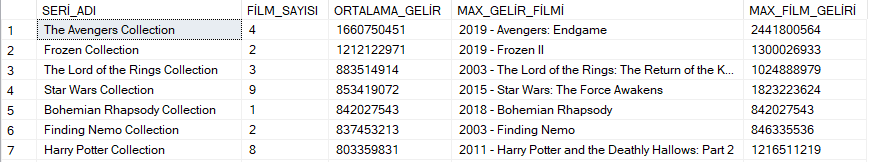 SERİ_ADI FİLM_SAYISI ORTALAMA_GELİR MAX_GELİR_FİLMİ MAX_FİLM_GELİRİ
1 The Avengers Collection 4 1660750451 2019 - Avengers: Endgame 2441800564
2 Frozen Collection 2 1212122971 2019 - Frozen II 1300026933
3 The Lord of the Rings Collection 3 883514914 2003 - The Lord of the Rings: The Return of the K... 1024888979
4 Star Wars Collection 9 853419072 2015 - Star Wars: The Force Awakens 1823223624
5 Bohemian Rhapsody Collection 1 842027543 2018 - Bohemian Rhapsody 842027543
6 Finding Nemo Collection 2 837453213 2003 - Finding Nemo 846335536
7 Harry Potter Collection 8 803359831 2011 - Harry Potter and the Deathly Hallows: Part 2 1216511219